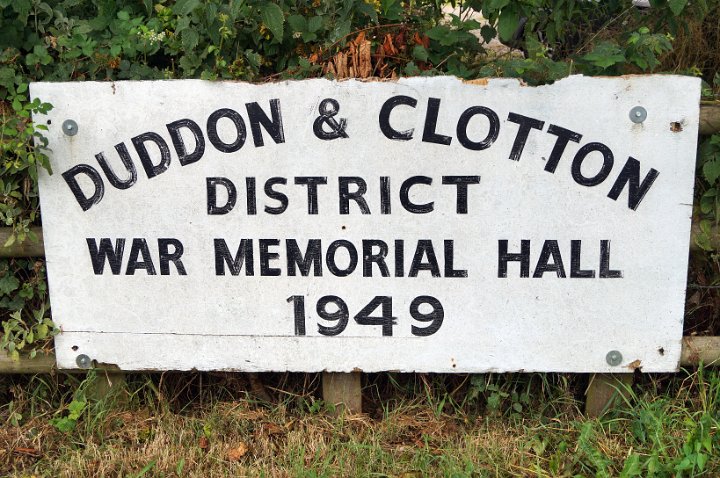 DUDDON & CLOTTON
DISTRICT
WAR MEMORIAL HALL
1949